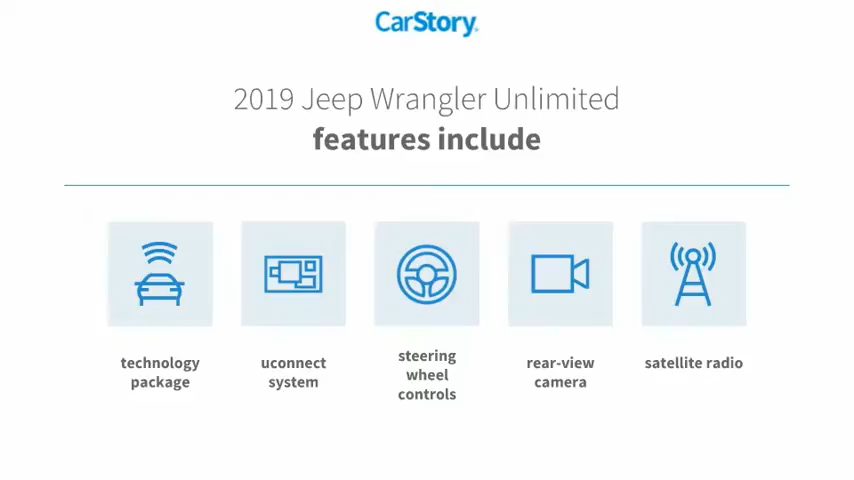 CarStory
2019 Jeep Wrangler Unlimited
features include
technology
package
uconnect
system
steering
wheel
controls
rear-view
camera
satellite radio